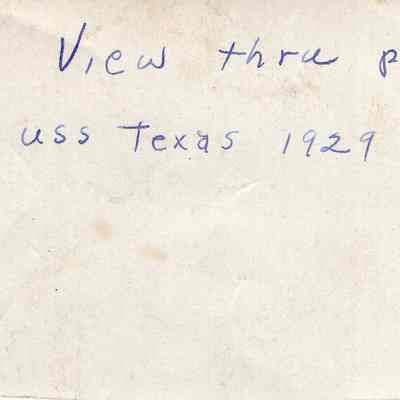 View thru p
uss Texas 1929